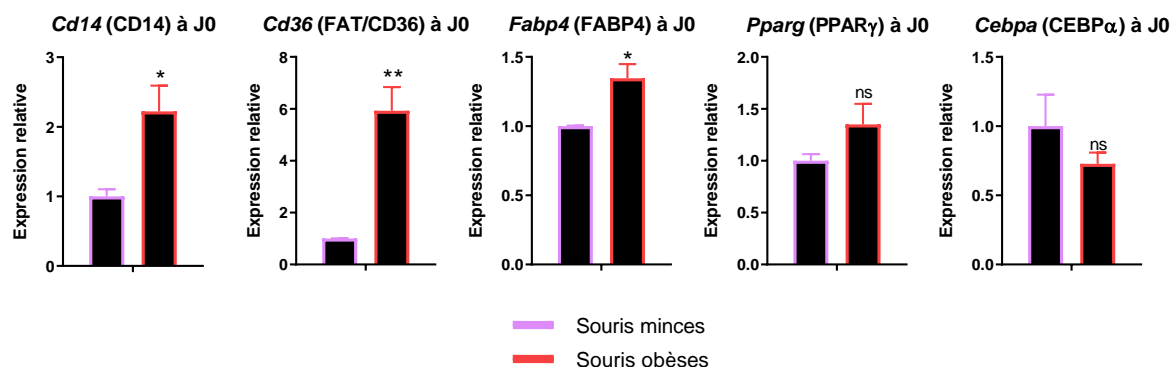 Cd14 (CD14) à J0
Cd36 (FAT/CD36) à J0
Fabp4 (FABP4) à J0
Pparg (PPARγ) à J0
Cebpa (CEBPα) à J0
Expression relative
3
2
1
0
*
Expression relative
8
6
4
2
0
**
Expression relative
1.5
1.0
0.5
0.0
*
Expression relative
2.0
1.5
1.0
0.5
0.0
ns
Expression relative
1.5
1.0
0.5
0.0
ns
Souris minces
Souris obèses